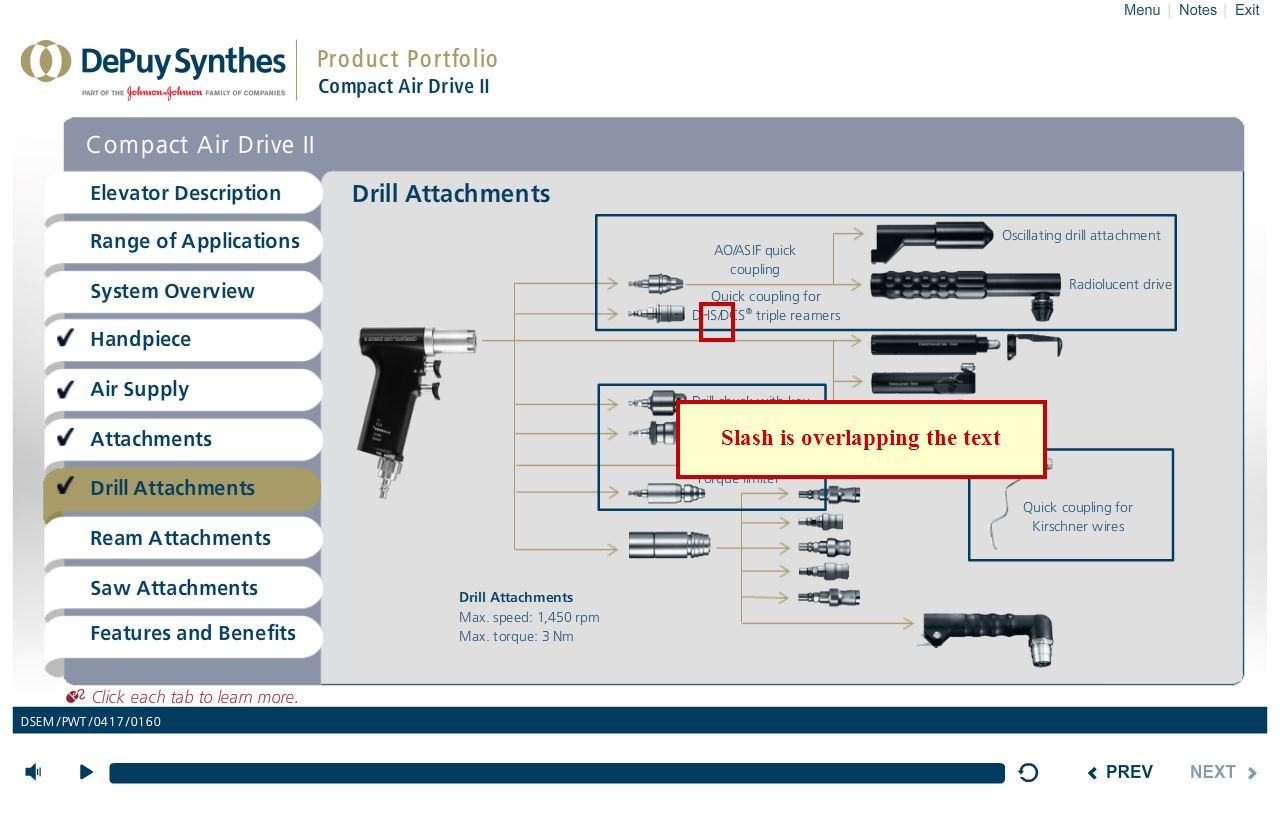 Menu | Notes | Exit
DePuy Synthes
PART OF THE Johnson & Johnson FAMILY OF COMPANIES
Product Portfolio
Compact Air Drive II
Compact Air Drive II
Elevator Description
Range of Applications
System Overview
Handpiece
Air Supply
Attachments
Drill Attachments
Ream Attachments
Saw Attachments
Features and Benefits
Click each tab to learn more.
Drill Attachments
AO/ASIF quick
coupling
Quick coupling for
DHS/DCS® triple reamers
Oscillating drill attachment
Radiolucent drive
Drill chuck with key
Slash is overlapping the text
Torque limiter
Quick coupling for
Kirschner wires
Drill Attachments
Max. speed: 1,450 rpm
Max. torque: 3 Nm
DSEM/PWT/0417/0160
PREV
NEXT